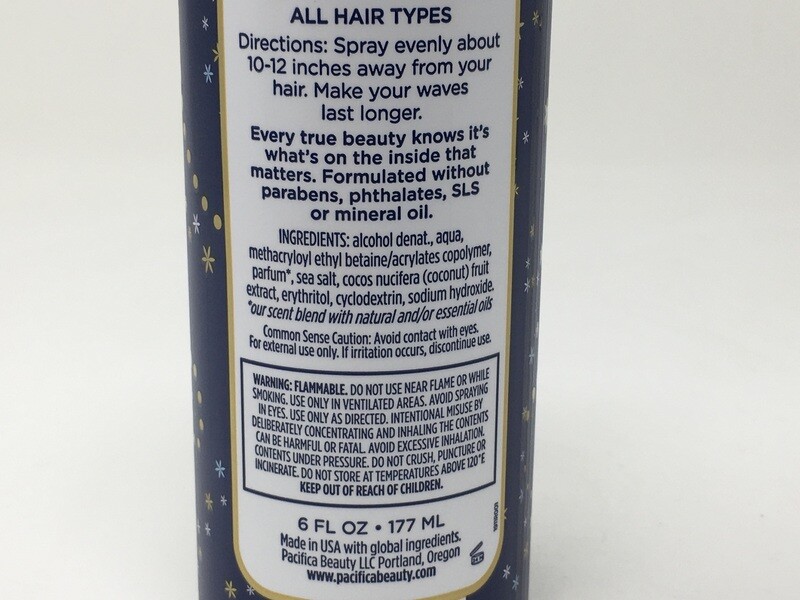 ALL HAIR TYPES
Directions: Spray evenly about
10-12 inches away from your
hair. Make your waves
last longer.
Every true beauty knows it's
what's on the inside that
matters. Formulated without
parabens, phthalates, SLS
or mineral oil.
INGREDIENTS: alcohol denat., aqua,
methacryloyl ethyl betaine/acrylates copolymer,
parfum*, sea salt, cocos nucifera (coconut) fruit
extract, erythritol, cyclodextrin, sodium hydroxide.
*our scent blend with natural and/or essential oils
Common Sense Caution: Avoid contact with eyes.
For external use only. If irritation occurs, discontinue use.
WARNING: FLAMMABLE. DO NOT USE NEAR FLAME OR WHILE
SMOKING. USE ONLY IN VENTILATED AREAS. AVOID SPRAYING
IN EYES. USE ONLY AS DIRECTED. INTENTIONAL MISUSE BY
DELIBERATELY CONCENTRATING AND INHALING THE CONTENTS
CAN BE HARMFUL OR FATAL. AVOID EXCESSIVE INHALATION.
CONTENTS UNDER PRESSURE. DO NOT CRUSH, PUNCTURE OR
INCINERATE. DO NOT STORE AT TEMPERATURES ABOVE 120°F
KEEP OUT OF REACH OF CHILDREN.
6 FL OZ • 177 ML
Made in USA with global ingredients.
Pacifica Beauty LLC Portland, Oregon
www.pacificabeauty.com